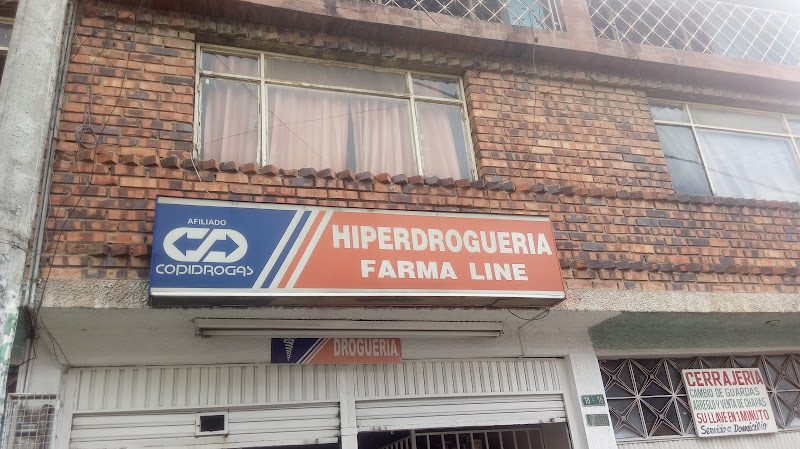 AFILIADO
COPIDROGAS
HIPERDROGUERIA
FARMA LINE
DROGUERIA
CERRAJERIA
CAMBIO DE GUARDAS
ARREGLO Y VENTA DE CHAPAS
SU LLAVE EN 1 MINUTO
Servicio a Domicilio